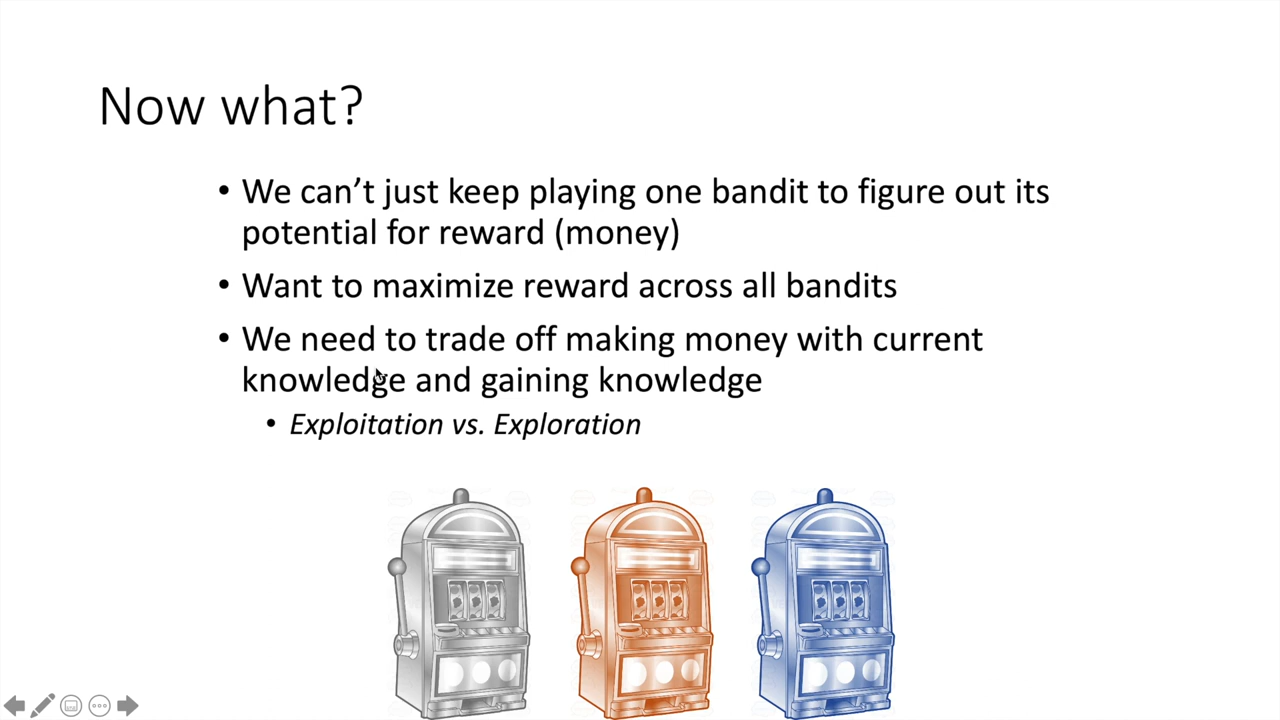 Now what?
• We can’t just keep playing one bandit to figure out its
potential for reward (money)
• Want to maximize reward across all bandits
• We need to trade off making money with current
knowledge and gaining knowledge
• Exploitation vs. Exploration